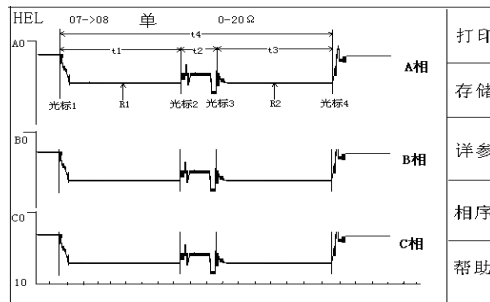 HEL 07->08 单 0-20Ω
t4
A0 t1 t2 t3 A相
光标1 R1 光标2 光标3 R2 光标4
B0
B相
C0
C相
10
打印
存储
详参
相序
帮助